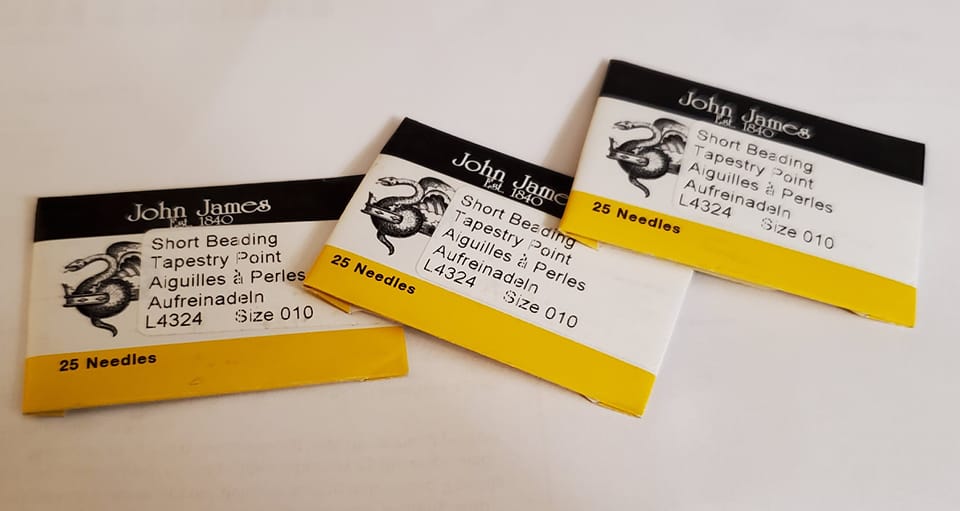 John James
Est. 1840
Short Beading
Tapestry Point
Aiguilles à Perles
Aufreinadeln
L4324 Size 010
25 Needles
John James
Est. 1840
Short Beading
Tapestry Point
Aiguilles à Perles
Aufreinadeln
L4324 Size 010
25 Needles
John James
Est. 1840
Short Beading
Tapestry Point
Aiguilles à Perles
Aufreinadeln
L4324 Size 010
25 Needles